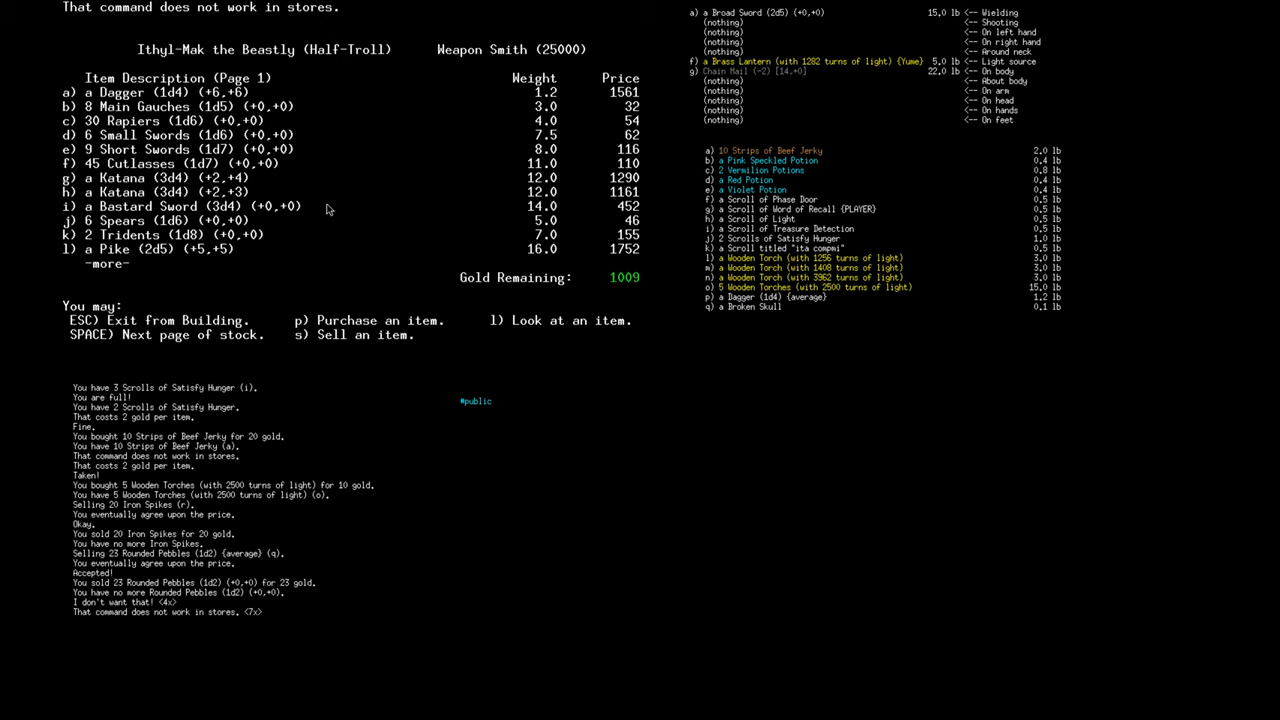 That command does not work in stores.
Ithyl-Mak the Beastly (Half-Troll) Weapon Smith (25000)
Item Description (Page 1) Weight Price
a) a Dagger (1d4) (+6,+6) 1.2 1561
b) 8 Main Gauches (1d5) (+0,+0) 3.0 32
c) 30 Rapiers (1d6) (+0,+0) 4.0 54
d) 6 Small Swords (1d6) (+0,+0) 7.5 62
e) 9 Short Swords (1d7) (+0,+0) 8.0 116
f) 45 Cutlasses (1d7) (+0,+0) 11.0 110
g) a Katana (3d4) (+2,+4) 12.0 1290
h) a Katana (3d4) (+2,+3) 12.0 1161
i) a Bastard Sword (3d4) (+0,+0) 14.0 452
j) 6 Spears (1d6) (+0,+0) 5.0 46
k) 2 Tridents (1d8) (+0,+0) 7.0 155
l) a Pike (2d5) (+5,+5) 16.0 1752
-more-
Gold Remaining: 1009
You may:
ESC) Exit from Building. p) Purchase an item. l) Look at an item.
SPACE) Next page of stock. s) Sell an item.
You have 3 Scrolls of Satisfy Hunger (i).
You are full!
You have 2 Scrolls of Satisfy Hunger.
That costs 2 gold per item.
Fine.
You bought 10 Strips of Beef Jerky for 20 gold.
You have 10 Strips of Beef Jerky (a).
That command does not work in stores.
That costs 2 gold per item.
Taken!
You bought 5 Wooden Torches (with 2500 turns of light) for 10 gold.
You have 5 Wooden Torches (with 2500 turns of light) (o).
Selling 20 Iron Spikes (r).
You eventually agree upon the price.
Okay.
You sold 20 Iron Spikes for 20 gold.
You have no more Iron Spikes.
Selling 23 Rounded Pebbles (1d2) {average} (q).
You eventually agree upon the price.
Accepted!
You sold 23 Rounded Pebbles (1d2) (+0,+0) for 23 gold.
You have no more Rounded Pebbles (1d2) (+0,+0).
I don't want that! <4x>
That command does not work in stores. <7x>
#public
a) a Broad Sword (2d5) (+0,+0) 15.0 lb <-- Wielding
(nothing) <-- Shooting
(nothing) <-- On left hand
(nothing) <-- On right hand
(nothing) <-- Around neck
f) a Brass Lantern (with 1282 turns of light) {Yume} 5.0 lb <-- Light source
g) Chain Mail (-2) [14,+0] 22.0 lb <-- On body
(nothing) <-- About body
(nothing) <-- On arm
(nothing) <-- On head
(nothing) <-- On hands
(nothing) <-- On feet
a) 10 Strips of Beef Jerky 2.0 lb
b) a Pink Speckled Potion 0.4 lb
c) 2 Vermilion Potions 0.8 lb
d) a Red Potion 0.4 lb
e) a Violet Potion 0.4 lb
f) a Scroll of Phase Door 0.5 lb
g) a Scroll of Word of Recall {PLAYER} 0.5 lb
h) a Scroll of Light 0.5 lb
i) a Scroll of Treasure Detection 0.5 lb
j) 2 Scrolls of Satisfy Hunger 1.0 lb
k) a Scroll titled "ita compmi" 0.5 lb
l) a Wooden Torch (with 1256 turns of light) 3.0 lb
m) a Wooden Torch (with 1408 turns of light) 3.0 lb
n) a Wooden Torch (with 3962 turns of light) 3.0 lb
o) 5 Wooden Torches (with 2500 turns of light) 15.0 lb
p) a Dagger (1d4) {average} 1.2 lb
q) a Broken Skull 0.1 lb